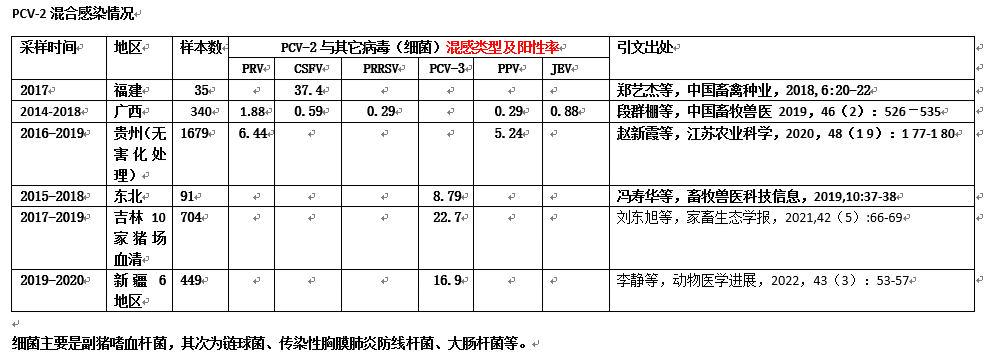 PCV-2 混合感染情况
采样时间 地区 样本数 PCV-2 与其它病毒（细菌）混感类型及阳性率 引文出处
PRV CSFV PRRSV PCV-3 PPV JEV
2017 福建 35 37.4 郑艺杰等，中国畜禽种业，2018,6:20-22
2014-2018 广西 340 1.88 0.59 0.29 0.29 0.88 段群棚等，中国畜牧兽医 2019，46（2）：526－535
2016-2019 贵州（无 1679 6.44 5.24 赵新霞等，江苏农业科学，2020，48（1 9）：1 77-1 80
害化处
理）
2015-2018 东北 91 8.79 冯寿华等，畜牧兽医科技信息，2019,10:37-38
2017-2019 吉林 10 704 22.7 刘东旭等，家畜生态学报，2021,42（5）:66-69
家猪场
血清
2019-2020 新疆 6 449 16.9 李静等，动物医学进展，2022，43（3）：53-57
地区
细菌主要是副猪嗜血杆菌，其次为链球菌、传染性胸膜肺炎防线杆菌、大肠杆菌等。